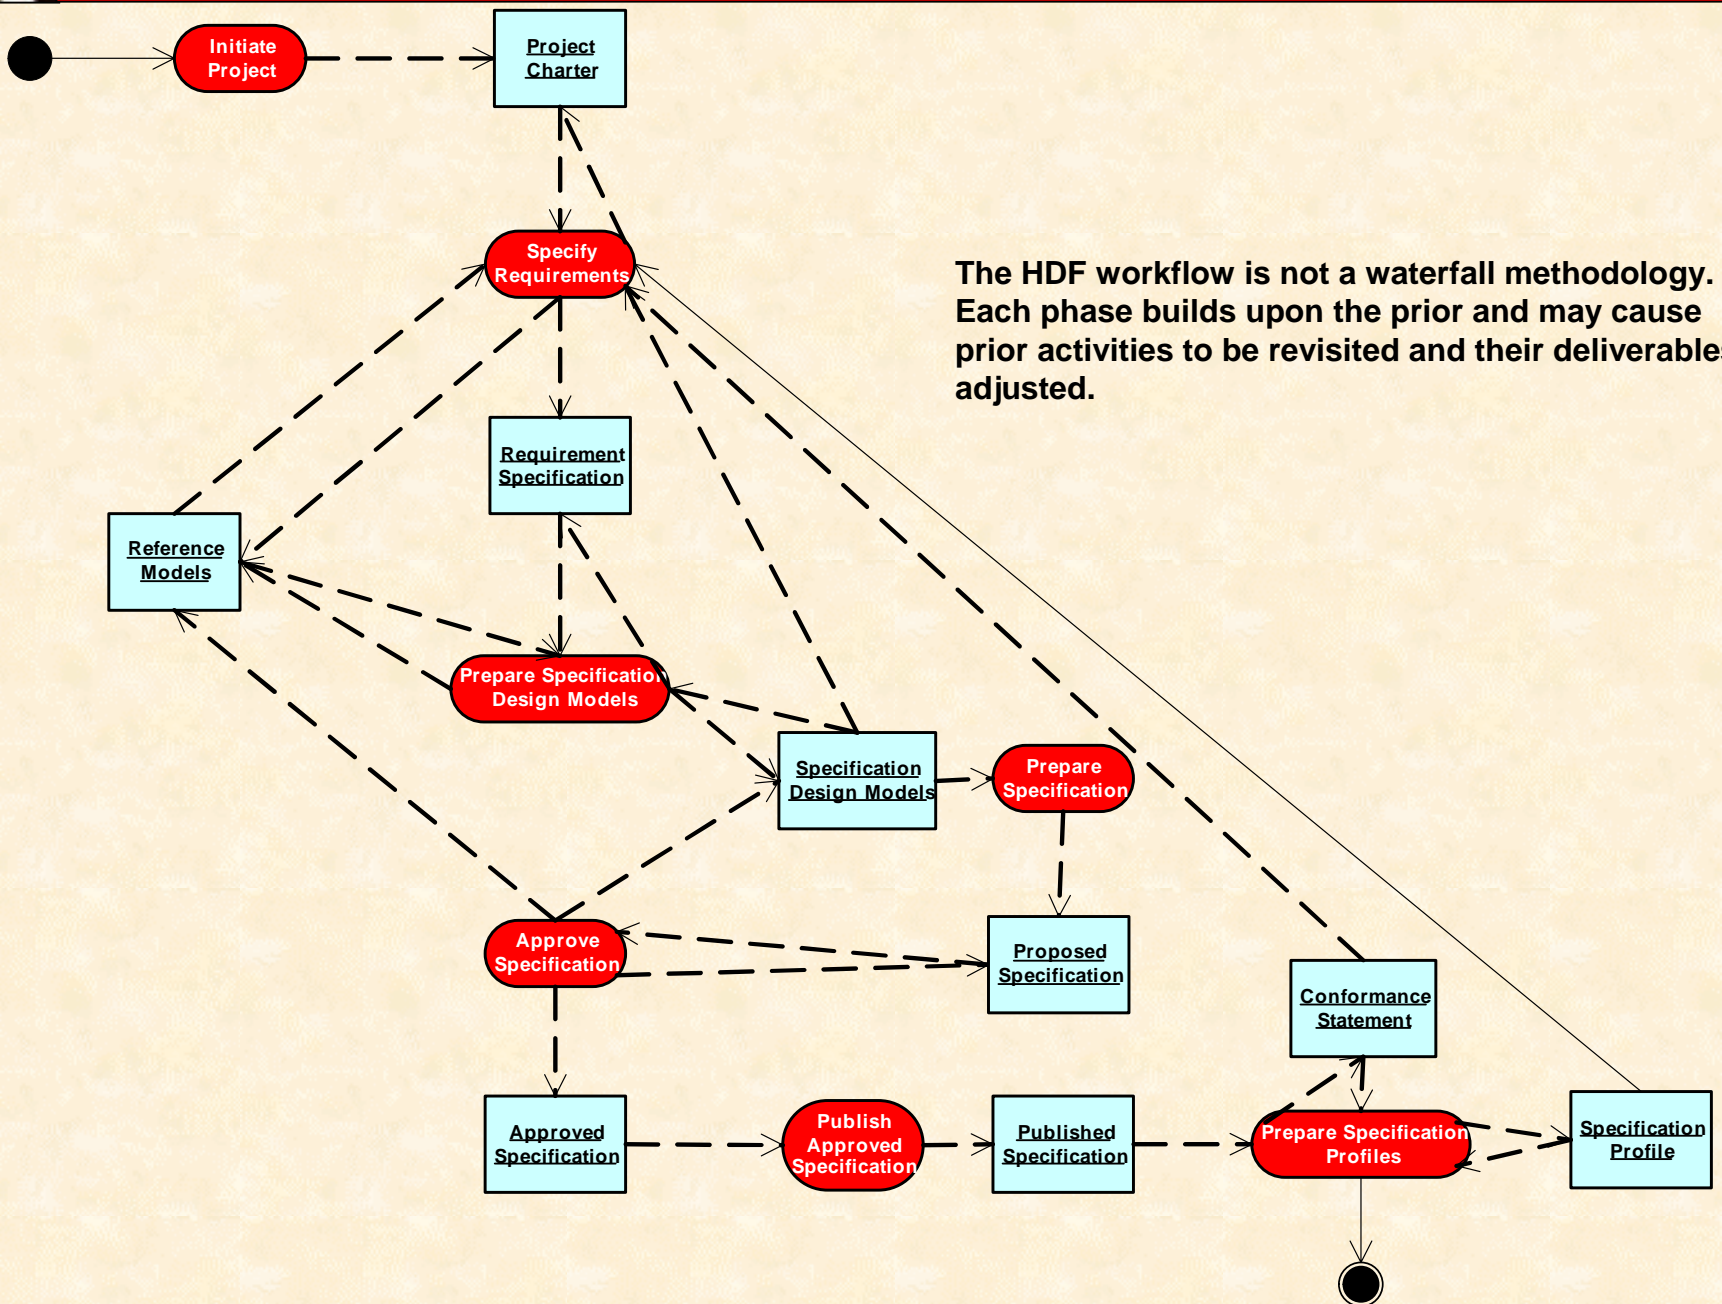 Initiate
Project
Project
Charter
Specify
Requirements
The HDF workflow is not a waterfall methodology.
Each phase builds upon the prior and may cause
prior activities to be revisited and their deliverables
adjusted.
Requirement
Specification
Reference
Models
Prepare Specification
Design Models
Specification
Design Models
Prepare
Specification
Approve
Specification
Proposed
Specification
Conformance
Statement
Approved
Specification
Publish
Approved
Specification
Published
Specification
Prepare Specification
Profiles
Specification
Profile